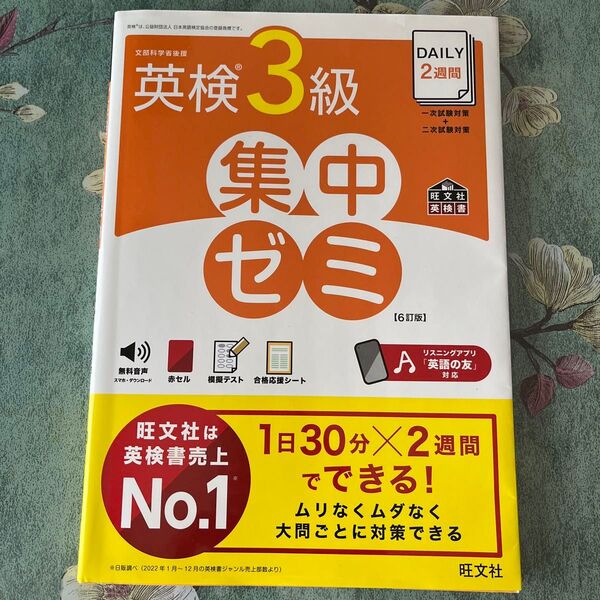 英検®は、公益財団法人 日本英語検定協会の登録商標です。
文部科学省後援
英検®3級
DAILY
2週間
一次試験対策
+
二次試験対策
集中
ゼミ
旺文社
英検書
【6訂版】
無料音声
スマホ・ダウンロード
赤セル
模擬テスト
合格応援シート
リスニングアプリ
「英語の友」
対応
旺文社は
英検書売上
No.1※
1日30分×2週間
でできる!
ムリなくムダなく
大問ごとに対策できる
※日販調べ(2022年1月~12月の英検書ジャンル売上部数より)
旺文社